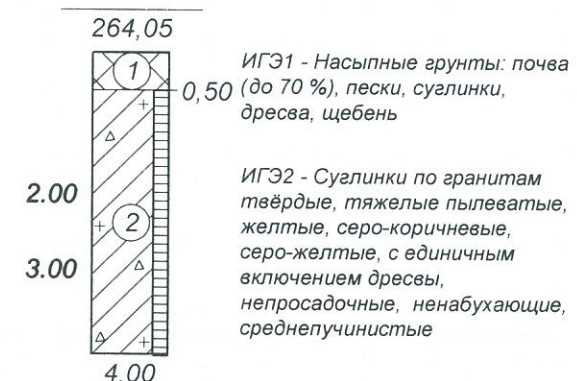 264,05
1
ИГЭ1 - Насыпные грунты: почва
0,50 (до 70 %), пески, суглинки,
дресва, щебень
ИГЭ2 - Суглинки по гранитам
2.00 твёрдые, тяжелые пылеватые,
2 желтые, серо-коричневые,
серо-желтые, с единичным
3.00 включением дресвы,
непросадочные, ненабухающие,
среднепучинистые
4,00